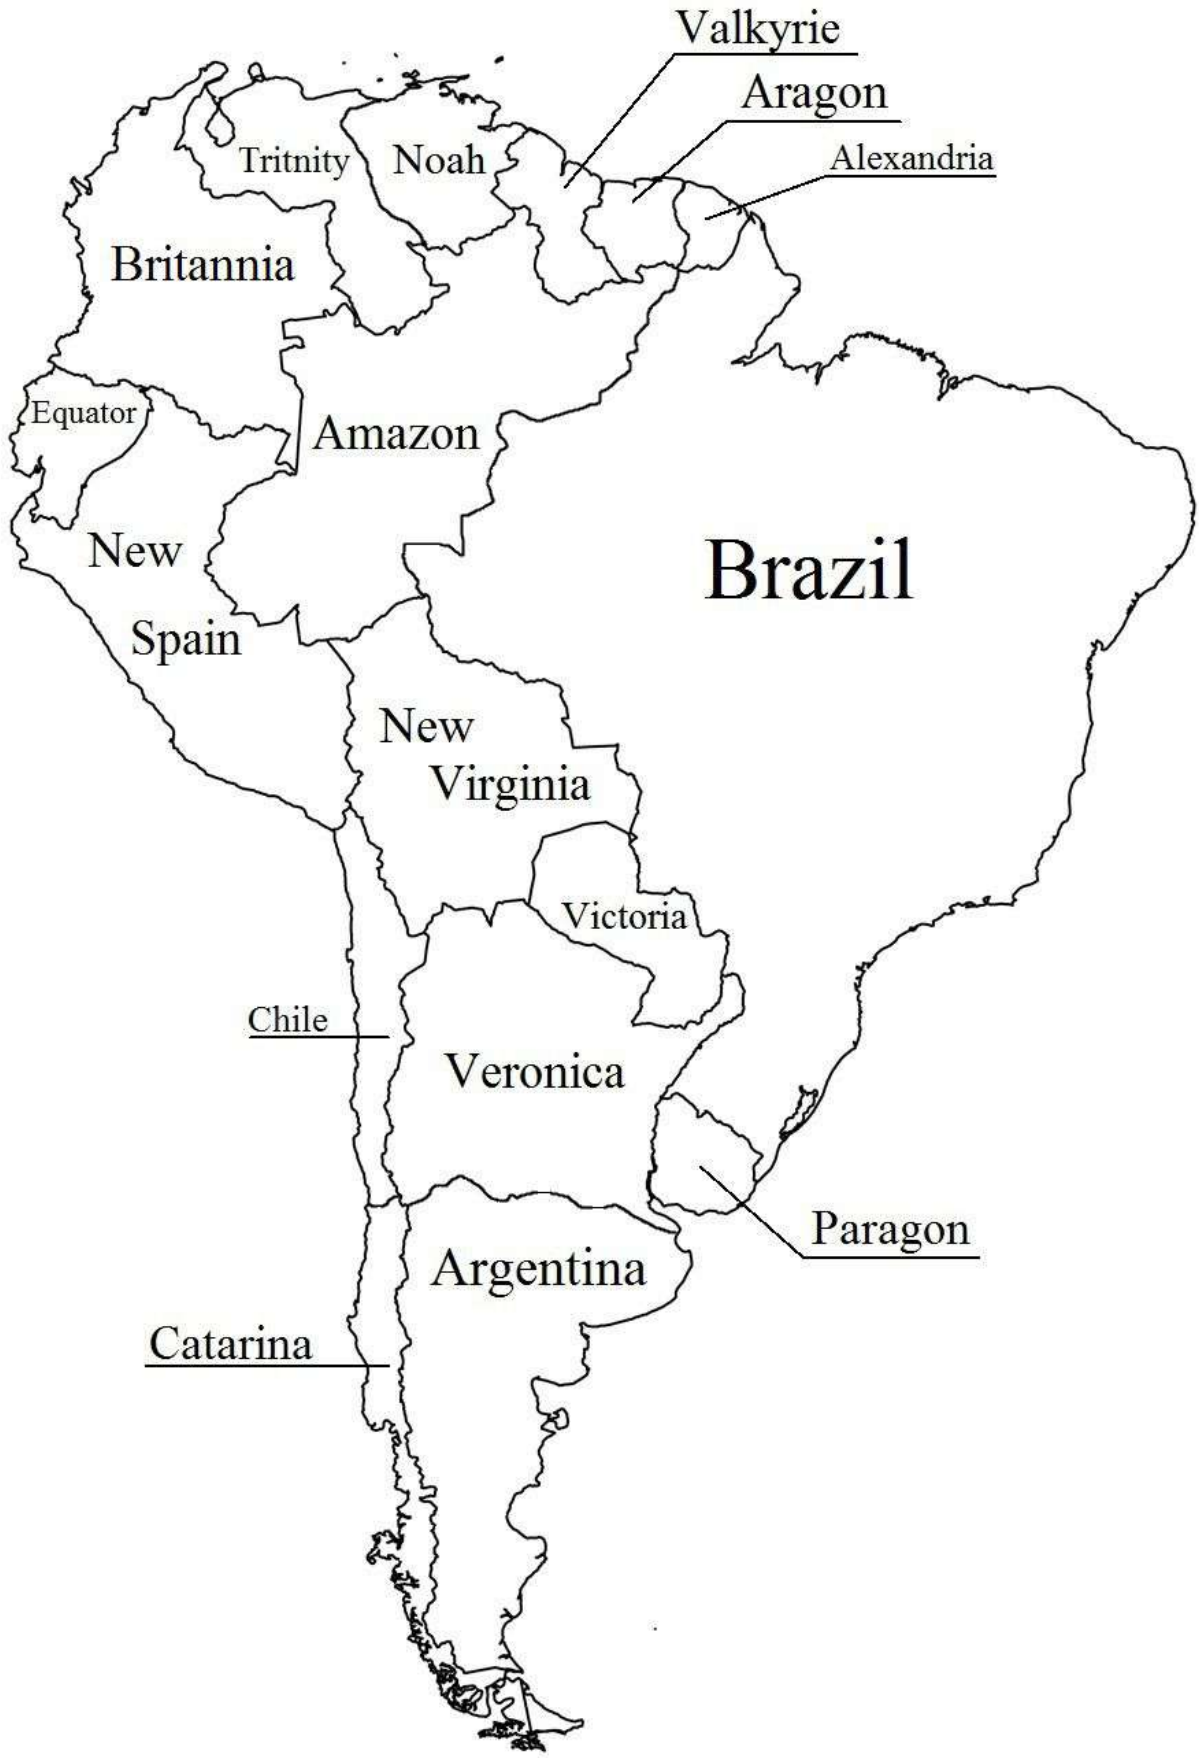 Valkyrie
Aragon
Alexandria
Tritnity
Noah
Britannia
Equator
Amazon
New
Spain
Brazil
New
Virginia
Victoria
Chile
Veronica
Paragon
Argentina
Catarina